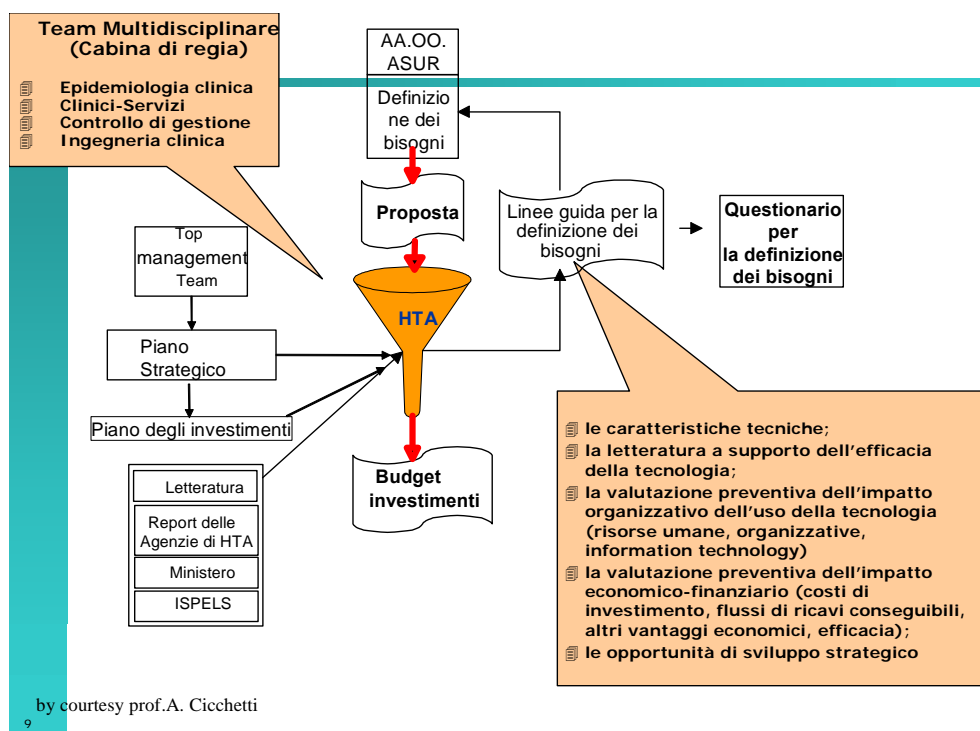 Team Multidisciplinare
(Cabina di regia)
Epidemiologia clinica
Clinici-Servizi
Controllo di gestione
Ingegneria clinica
AA.OO.
ASUR
Definizio
ne dei
bisogni
Proposta
Linee guida per la
definizione dei
bisogni
Questionario
per
la definizione
dei bisogni
Top
management
Team
HTA
Piano
Strategico
Piano degli investimenti
Letteratura
Report delle
Agenzie di HTA
Ministero
ISPELS
Budget
investimenti
le caratteristiche tecniche;
la letteratura a supporto dell'efficacia
della tecnologia;
la valutazione preventiva dell'impatto
organizzativo dell'uso della tecnologia
(risorse umane, organizzative,
information technology)
la valutazione preventiva dell'impatto
economico-finanziario (costi di
investimento, flussi di ricavi conseguibili,
altri vantaggi economici, efficacia);
le opportunità di sviluppo strategico
by courtesy prof.A. Cicchetti
9